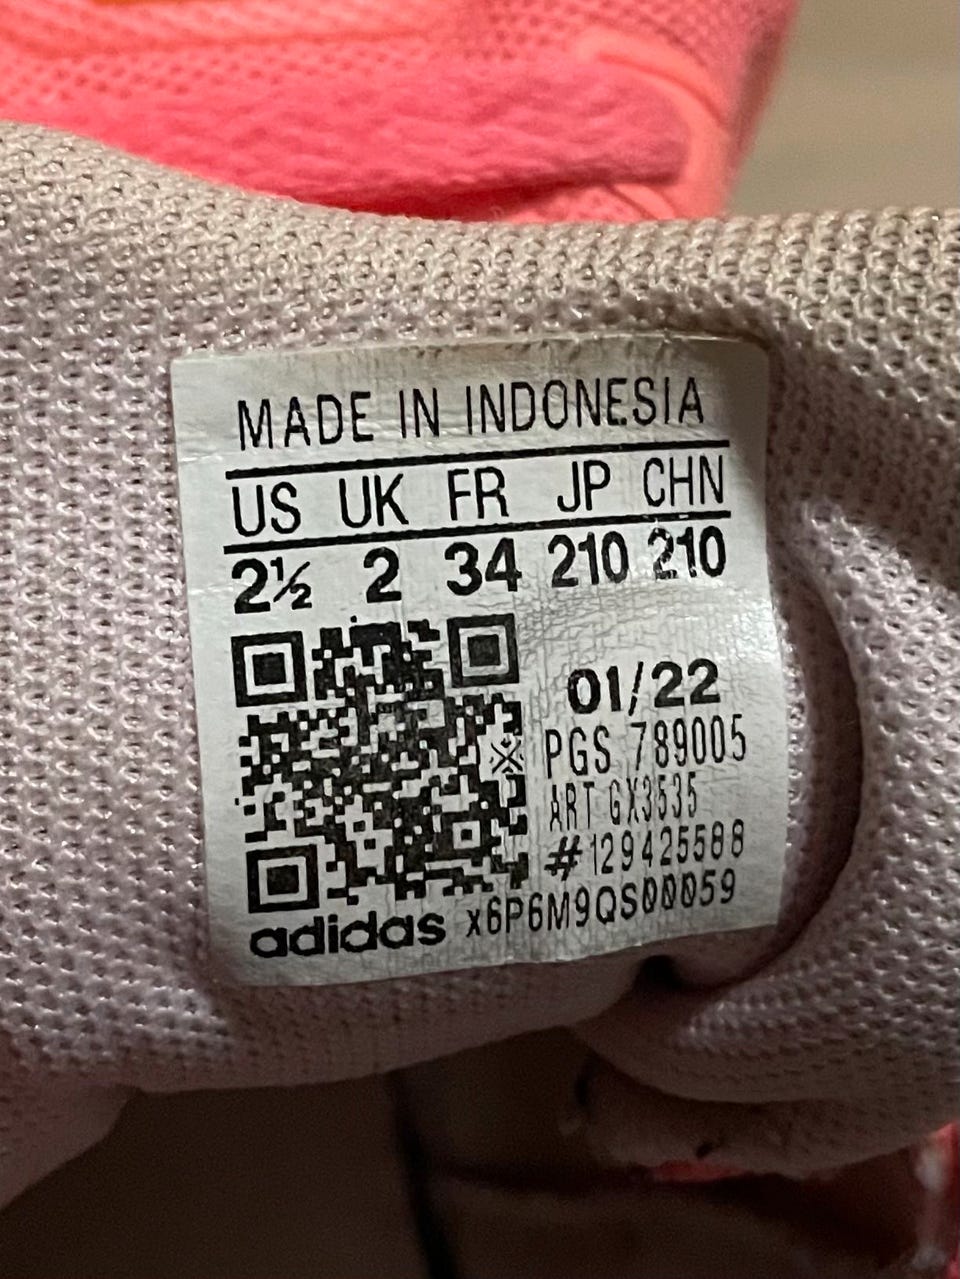 MADE IN INDONESIA
US UK FR JP CHN
2½ 2 34 210 210
01/22
PGS 789005
ART GX3535
#129425588
adidas x6P6M9QS00059